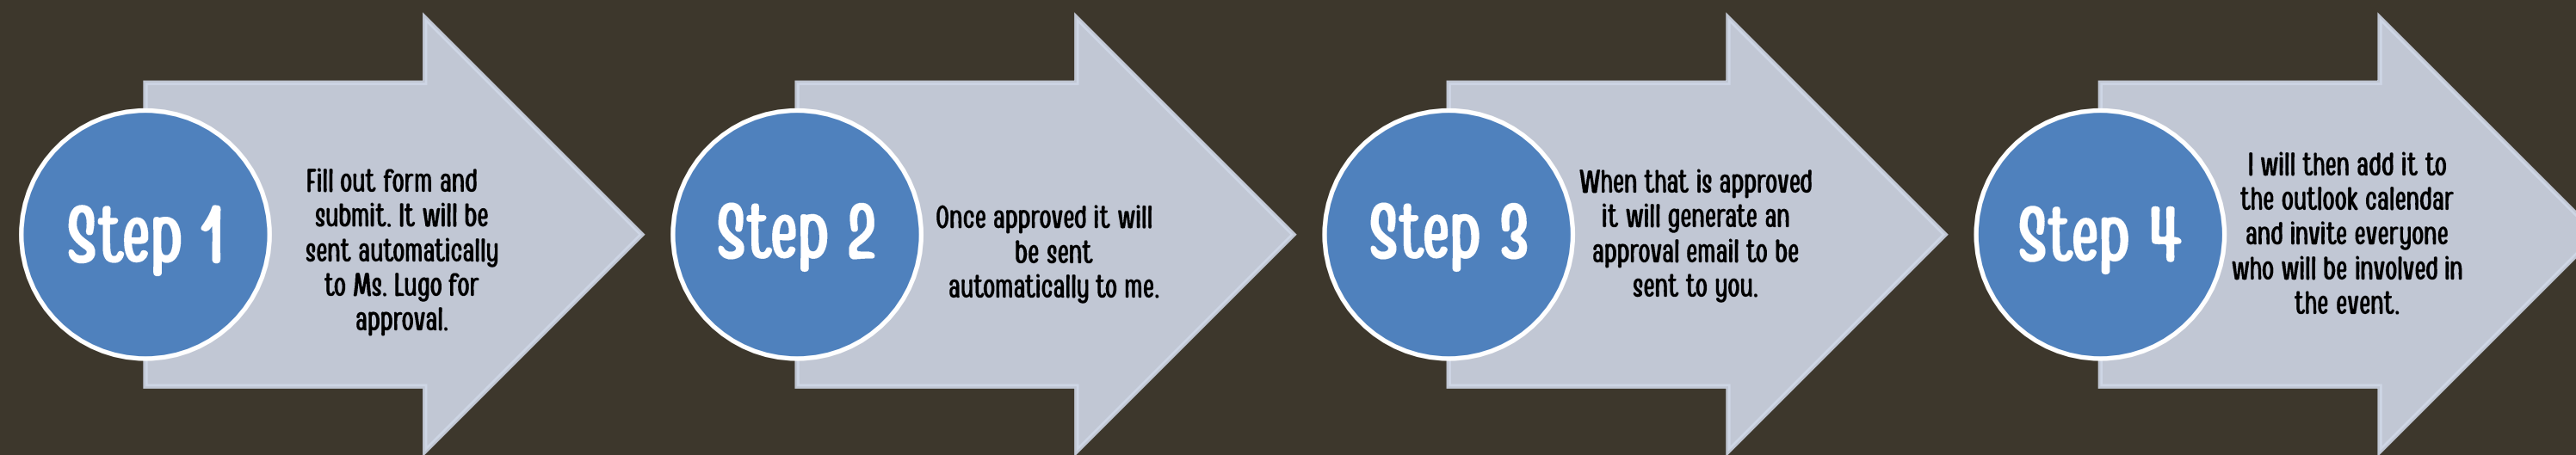 Step 1
Fill out form and
submit. It will be
sent automatically
to Ms. Lugo for
approval.
Step 2
Once approved it will
be sent
automatically to me.
Step 3
When that is approved
it will generate an
approval email to be
sent to you.
Step 4
I will then add it to
the outlook calendar
and invite everyone
who will be involved in
the event.